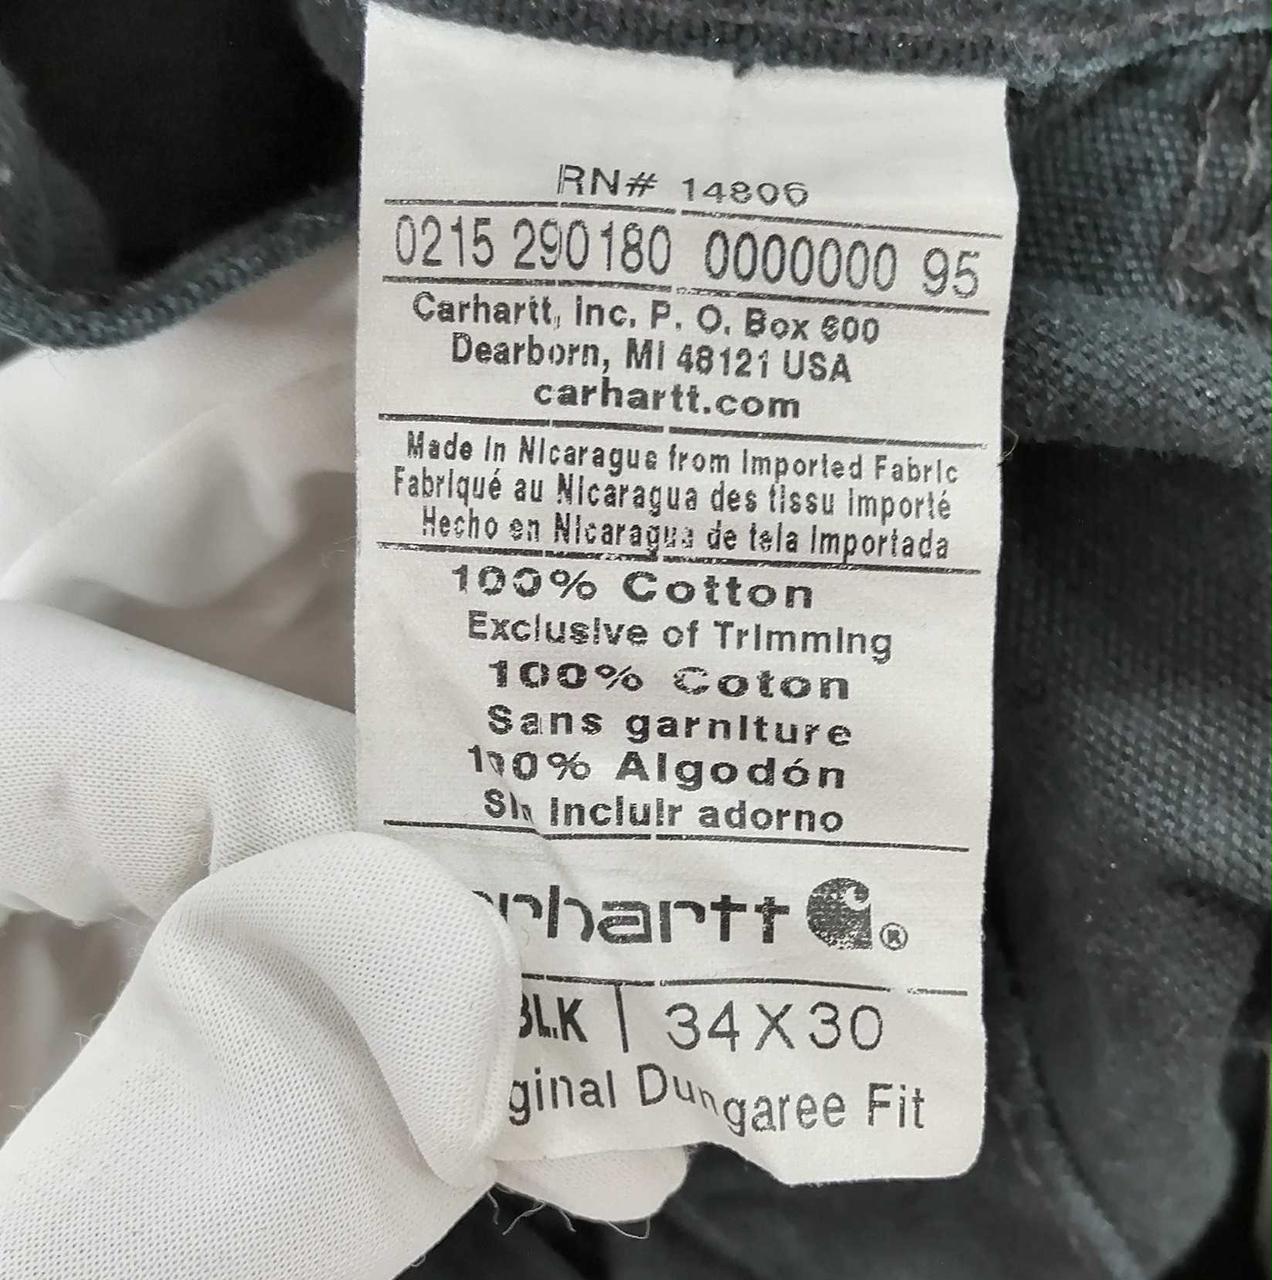 RN# 14806
0215 290180 0000000 95
Carhartt, Inc. P. O. Box 600
Dearborn, MI 48121 USA
carhartt.com
Made in Nicaragua from Imported Fabric
Fabriqué au Nicaragua des tissu importé
Hecho en Nicaragua de tela Importada
100% Cotton
Exclusive of Trimming
100% Coton
Sans garniture
100% Algodón
Sin Incluir adorno
rhartt ®
BLK | 34X30
ginal Dungaree Fit